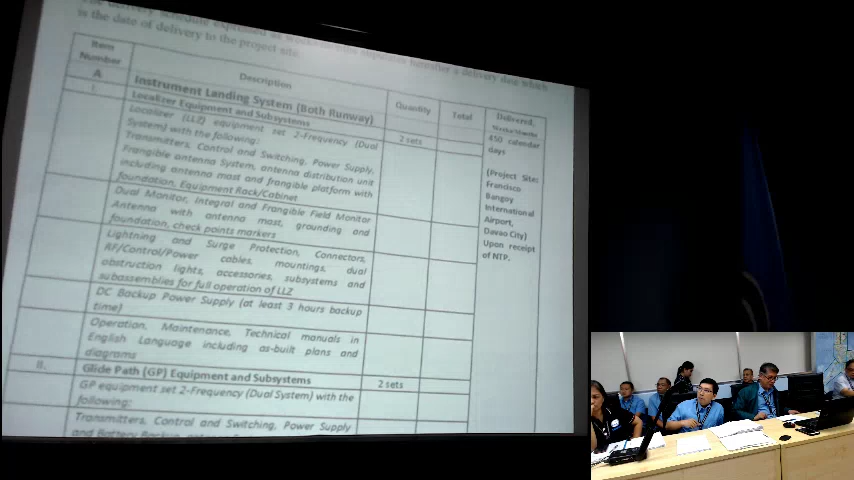 is the date of delivery to the project site.
Item
Number
Description
Quantity
Total
Delivered,
A
Instrument Landing System (Both Runway)
I.
Localizer Equipment and Subsystems
2 sets
Localizer (LLZ) equipment set 2-Frequency (Dual
System) with the following:
Transmitters, Control and Switching, Power Supply,
Frangible antenna System, antenna distribution unit
including antenna mast and frangible platform with
foundation, Equipment Rack/Cabinet
Dual Monitor, Integral and Frangible Field Monitor
Antenna with antenna mast, grounding and
foundation, check points markers
Lightning and Surge Protection, Connectors,
RF/Control/Power cables, mountings, dual
obstruction lights, accessories, subsystems and
subassemblies for full operation of LLZ
DC Backup Power Supply (at least 3 hours backup
time)
Operation, Maintenance, Technical manuals in
English Language including as-built plans and
diagrams
450 calendar
days
(Project Site:
Francisco
Bangoy
International
Airport,
Davao City)
Upon receipt
of NTP.
II.
Glide Path (GP) Equipment and Subsystems
2 sets
GP equipment set 2-Frequency (Dual System) with the
following:
Transmitters, Control and Switching, Power Supply
and Battery Backup,